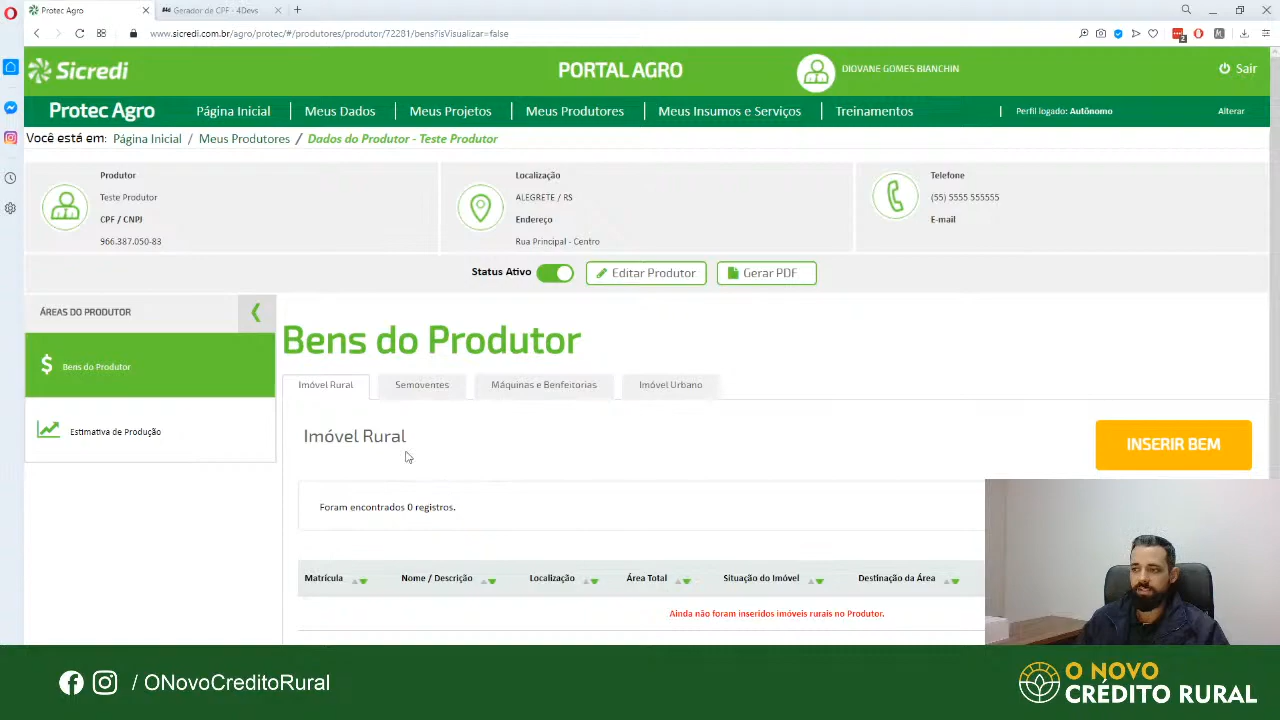 Protec Agro
Gerador de CPF - 4Devs
www.sicredi.com.br/agro/protec/#/produtores/produtor/72281/bens?isVisualizar=false
2
Sicredi
PORTAL AGRO
DIOVANE GOMES BIANCHIN
Sair
Protec Agro
Página Inicial
Meus Dados
Meus Projetos
Meus Produtores
Meus Insumos e Serviços
Treinamentos
Perfil logado: Autônomo
Alterar
Você está em: Página Inicial / Meus Produtores / Dados do Produtor - Teste Produtor
Produtor
Teste Produtor
CPF / CNPJ
966.387.050-83
Localização
ALEGRETE / RS
Endereço
Rua Principal - Centro
Telefone
(55) 5555 555555
E-mail
Status Ativo
Editar Produtor
Gerar PDF
ÁREAS DO PRODUTOR
Bens do Produtor
Estimativa de Produção
Bens do Produtor
Imóvel Rural
Semoventes
Máquinas e Benfeitorias
Imóvel Urbano
Imóvel Rural
INSERIR BEM
Foram encontrados 0 registros.
Matrícula
Nome / Descrição
Localização
Área Total
Situação do Imóvel
Destinação da Área
Ainda não foram inseridos imóveis rurais no Produtor.
/ ONovoCreditoRural
O NOVO
CRÉDITO RURAL